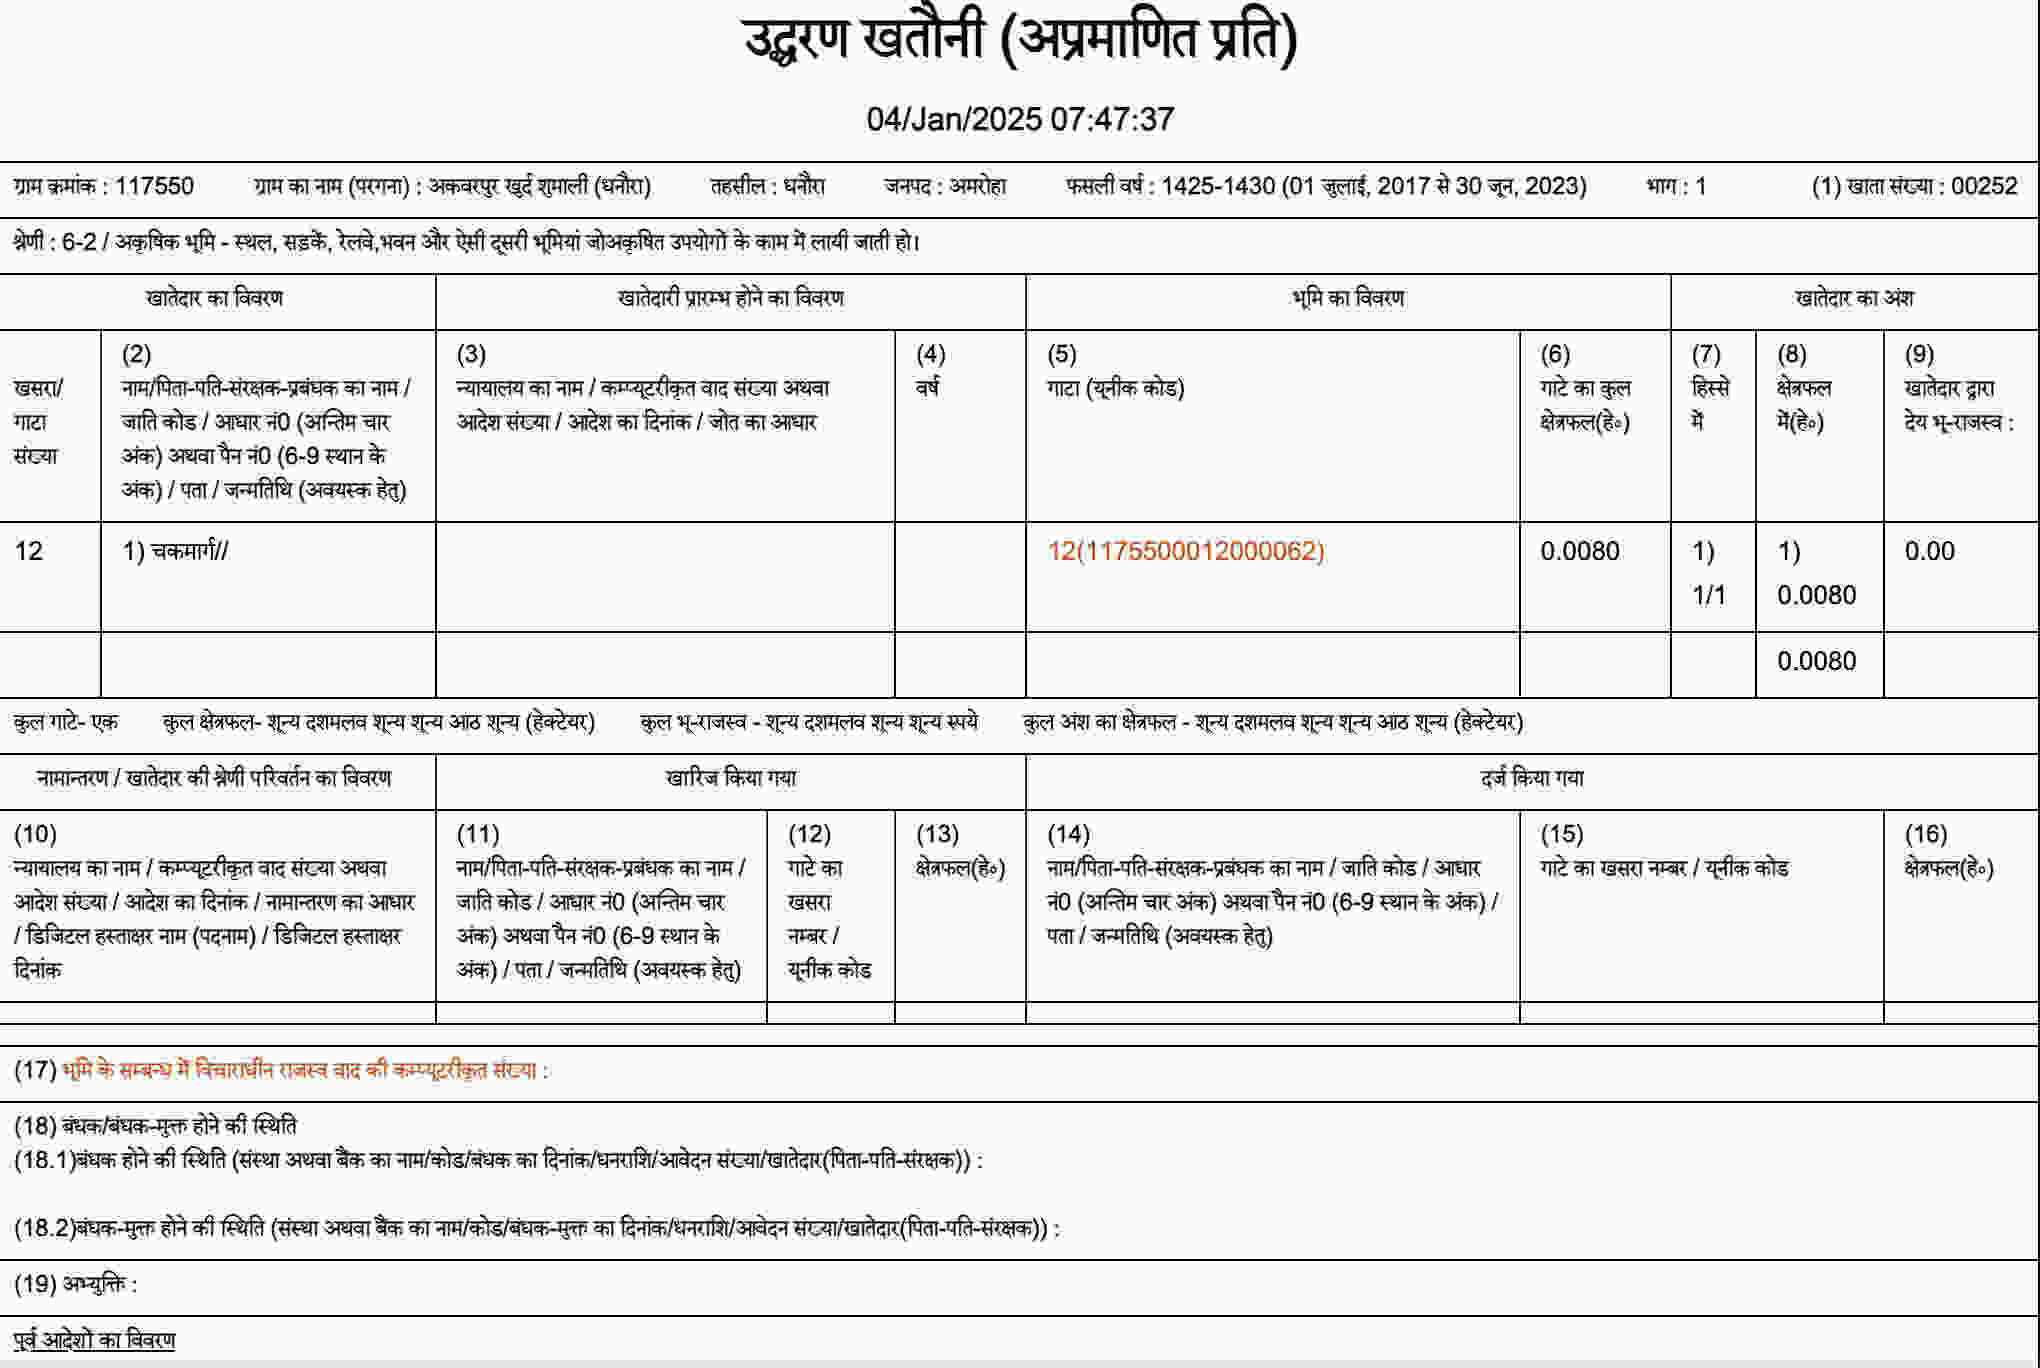 उद्धरण खतौनी (अप्रमाणित प्रति)
04/Jan/2025 07:47:37
ग्राम क्रमांक : 117550 ग्राम का नाम (परगना) : अकवरपुर खुर्द शुमाली (धनौरा) तहसील : धनौरा जनपद : अमरोहा फसली वर्ष : 1425-1430 (01 जुलाई, 2017 से 30 जून, 2023) भाग : 1 (1) खाता संख्या : 00252
श्रेणी : 6-2 / अकृषिक भूमि - स्थल, सड़कें, रेलवे,भवन और ऐसी दूसरी भूमियां जोअकृषित उपयोगों के काम में लायी जाती हो।
खातेदार का विवरण खातेदारी प्रारम्भ होने का विवरण भूमि का विवरण खातेदार का अंश
खसरा/
गाटा
संख्या
(2)
नाम/पिता-पति-संरक्षक-प्रबंधक का नाम /
जाति कोड / आधार नं0 (अन्तिम चार
अंक) अथवा पैन नं0 (6-9 स्थान के
अंक) / पता / जन्मतिथि (अवयस्क हेतु)
(3)
न्यायालय का नाम / कम्प्यूटरीकृत वाद संख्या अथवा
आदेश संख्या / आदेश का दिनांक / जोत का आधार
(4)
वर्ष
(5)
गाटा (यूनीक कोड)
(6)
गाटे का कुल
क्षेत्रफल(हे०)
(7)
हिस्से
में
(8)
क्षेत्रफल
में(हे०)
(9)
खातेदार द्वारा
देय भू-राजस्व :
12 1) चकमार्ग// 12(1175500012000062) 0.0080 1) 1) 0.00
1/1 0.0080
0.0080
कुल गाटे- एक कुल क्षेत्रफल- शून्य दशमलव शून्य शून्य आठ शून्य (हेक्टेयर) कुल भू-राजस्व - शून्य दशमलव शून्य शून्य रूपये कुल अंश का क्षेत्रफल - शून्य दशमलव शून्य शून्य आठ शून्य (हेक्टेयर)
नामान्तरण / खातेदार की श्रेणी परिवर्तन का विवरण खारिज किया गया दर्ज किया गया
(10)
न्यायालय का नाम / कम्प्यूटरीकृत वाद संख्या अथवा
आदेश संख्या / आदेश का दिनांक / नामान्तरण का आधार
/ डिजिटल हस्ताक्षर नाम (पदनाम) / डिजिटल हस्ताक्षर
दिनांक
(11)
नाम/पिता-पति-संरक्षक-प्रबंधक का नाम /
जाति कोड / आधार नं0 (अन्तिम चार
अंक) अथवा पैन नं0 (6-9 स्थान के
अंक) / पता / जन्मतिथि (अवयस्क हेतु)
(12)
गाटे का
खसरा
नम्बर /
यूनीक कोड
(13)
क्षेत्रफल(हे०)
(14)
नाम/पिता-पति-संरक्षक-प्रबंधक का नाम / जाति कोड / आधार
नं0 (अन्तिम चार अंक) अथवा पैन नं0 (6-9 स्थान के अंक) /
पता / जन्मतिथि (अवयस्क हेतु)
(15)
गाटे का खसरा नम्बर / यूनीक कोड
(16)
क्षेत्रफल(हे०)
(17) भूमि के सम्बन्ध में विचाराधीन राजस्व वाद की कम्प्यूटरीकृत संख्या :
(18) बंधक/बंधक-मुक्त होने की स्थिति
(18.1)बंधक होने की स्थिति (संस्था अथवा बैंक का नाम/कोड/बंधक का दिनांक/धनराशि/आवेदन संख्या/खातेदार(पिता-पति-संरक्षक)) :
(18.2)बंधक-मुक्त होने की स्थिति (संस्था अथवा बैंक का नाम/कोड/बंधक-मुक्त का दिनांक/धनराशि/आवेदन संख्या/खातेदार(पिता-पति-संरक्षक)) :
(19) अभ्युक्ति :
पूर्व आदेशों का विवरण